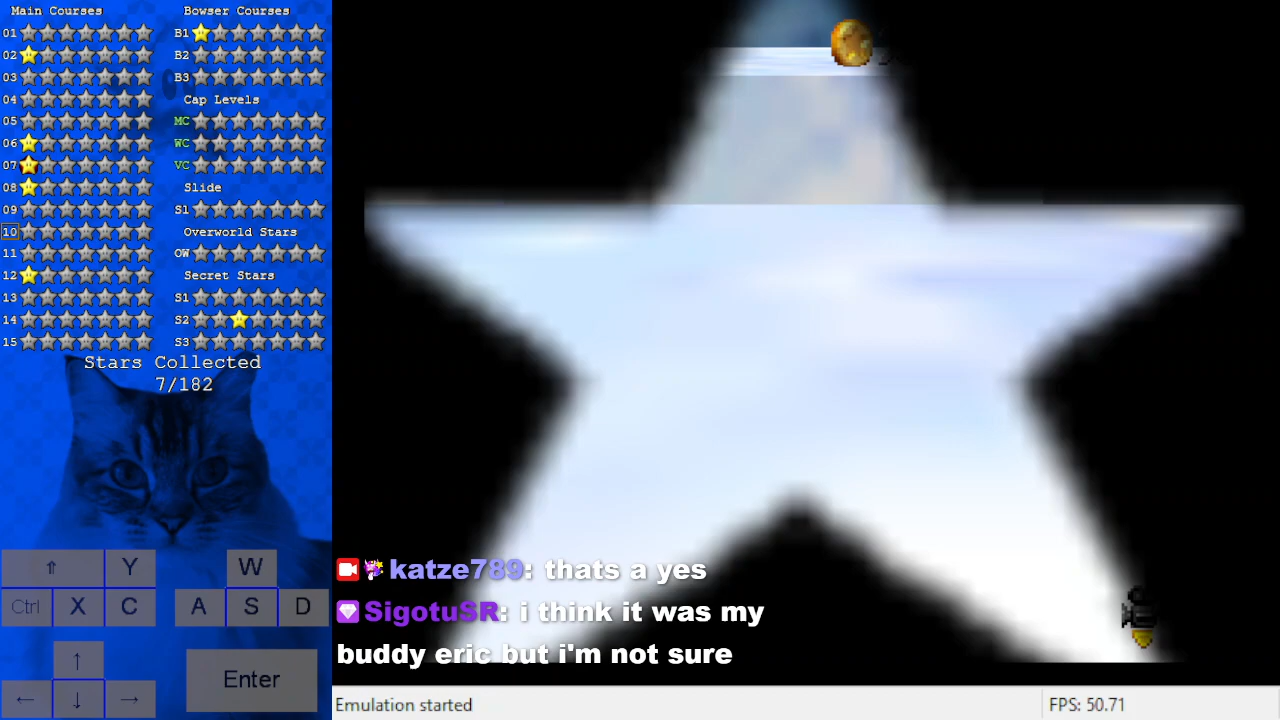 Main Courses
Bowser Courses
01
B1
02
B2
03
B3
04
Cap Levels
05
MC
06
WC
07
VC
08
Slide
09
S1
10
Overworld Stars
11
OW
12
Secret Stars
13
S1
14
S2
15
S3
Stars Collected
7/182
⇑ Y W
Ctrl X C A S D
↑
← ↓ → Enter
katze789: thats a yes
SigotuSR: i think it was my
buddy eric but i'm not sure
Emulation started
FPS: 50.71